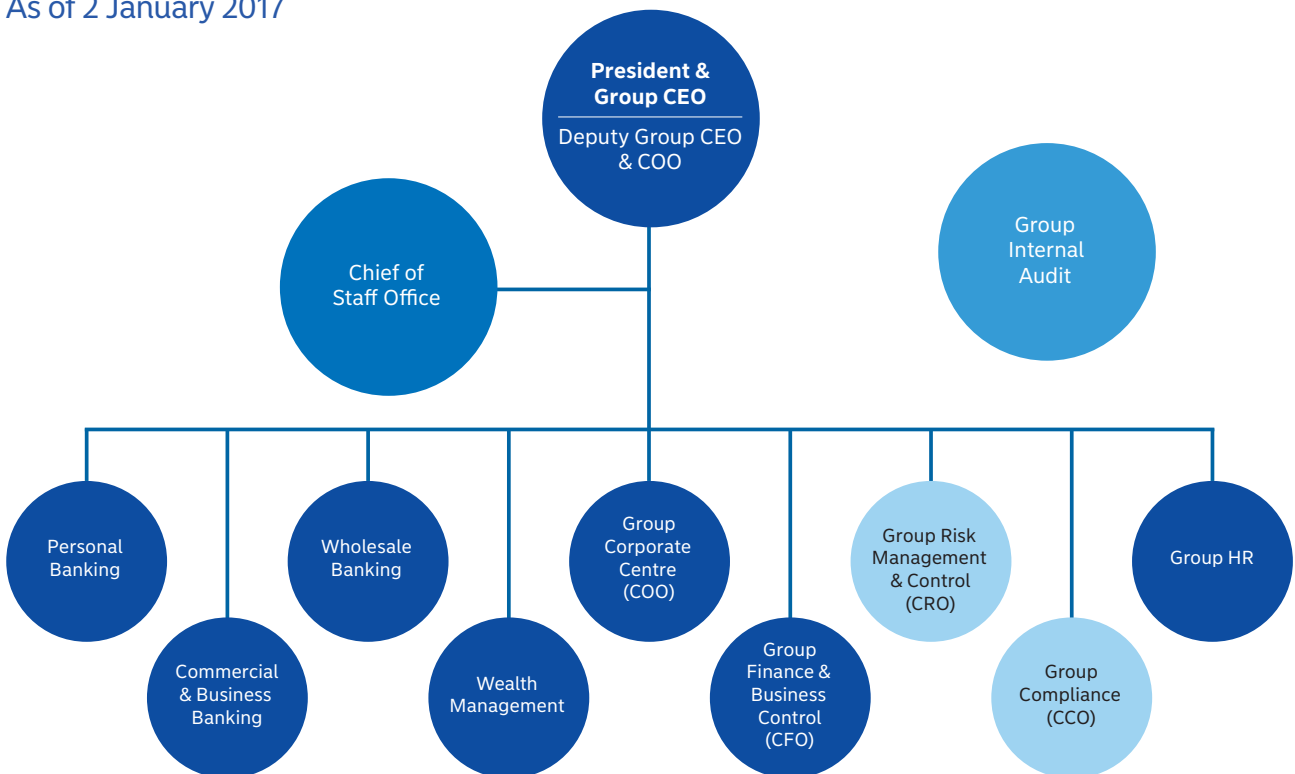 As of 2 January 2017
President &
Group CEO
Deputy Group CEO
& COO
Chief of
Staff Office
Group
Internal
Audit
Personal
Banking
Commercial
& Business
Banking
Wholesale
Banking
Wealth
Management
Group
Corporate
Centre
(COO)
Group
Finance &
Business
Control
(CFO)
Group Risk
Management
& Control
(CRO)
Group
Compliance
(CCO)
Group HR